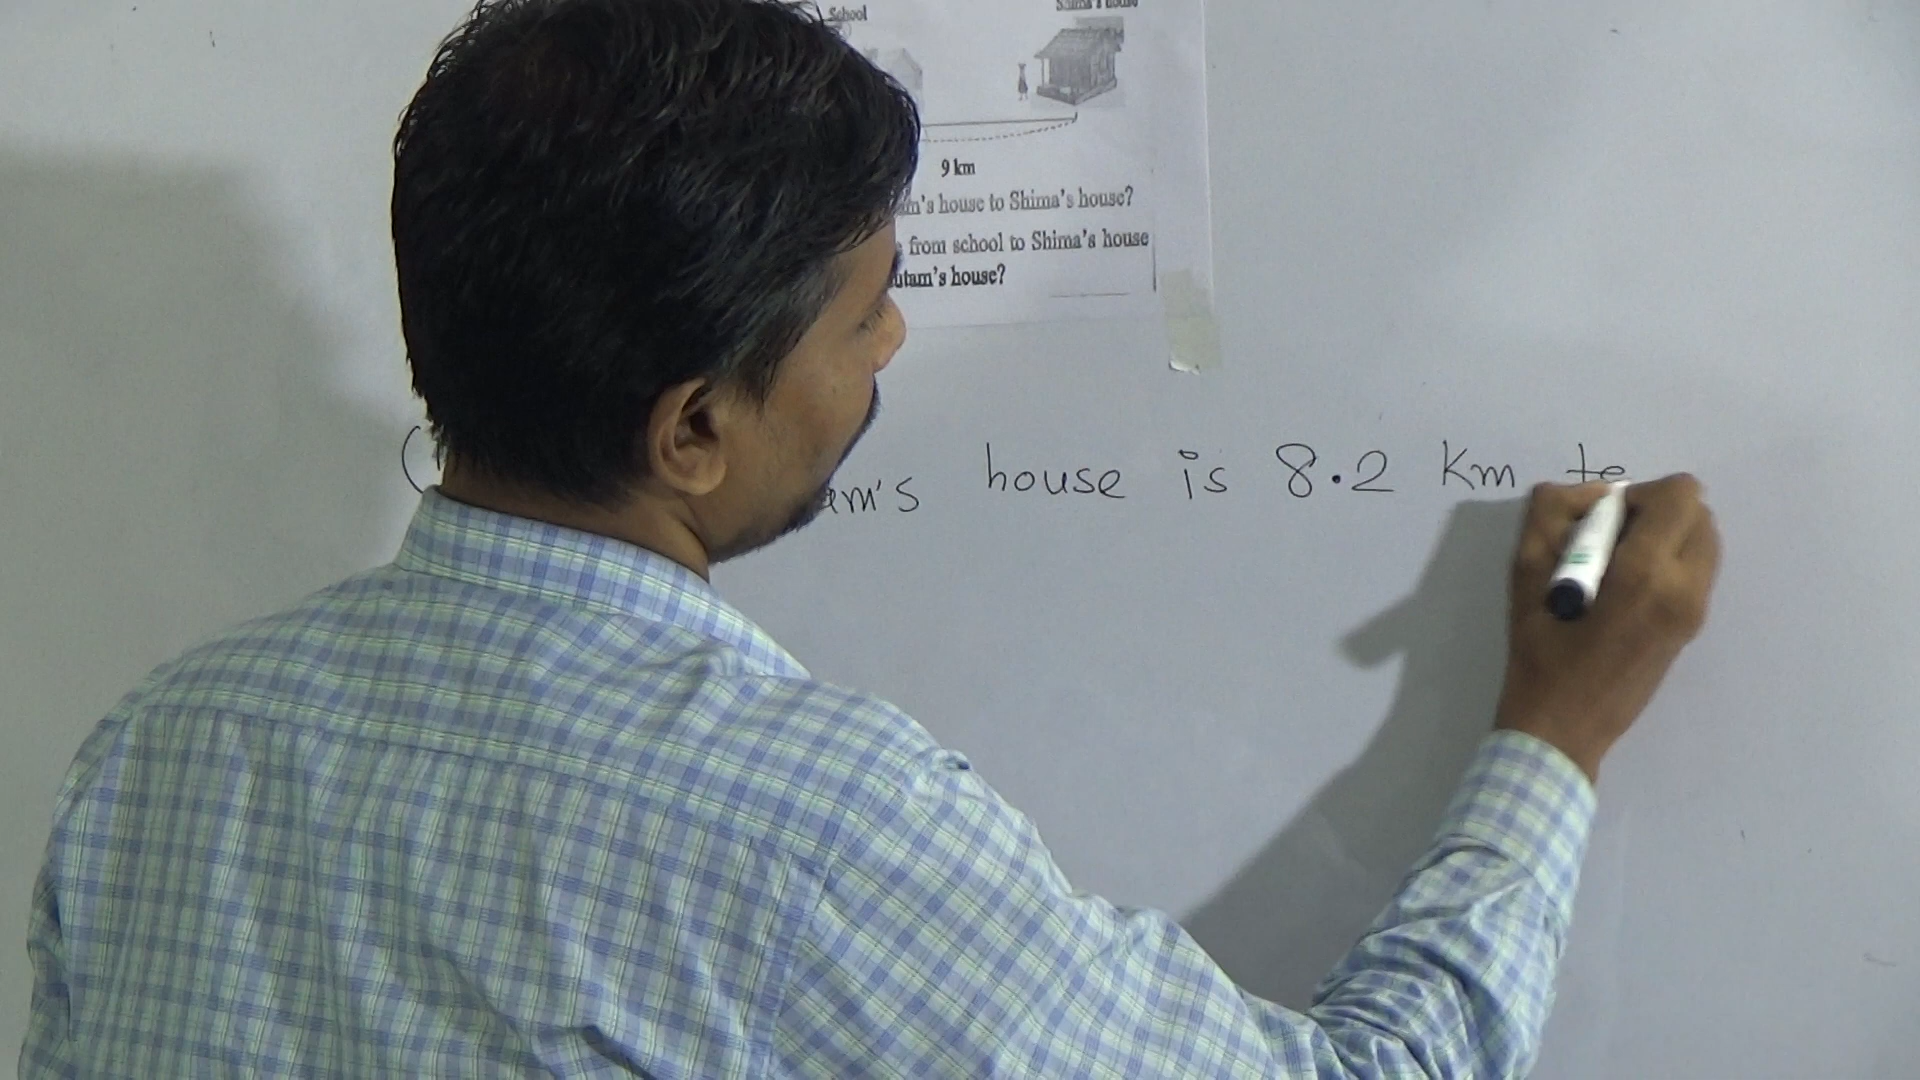 School Shima's house
9 km
m's house to Shima's house?
from school to Shima's house
utam's house?
am's house is 8.2 Km te